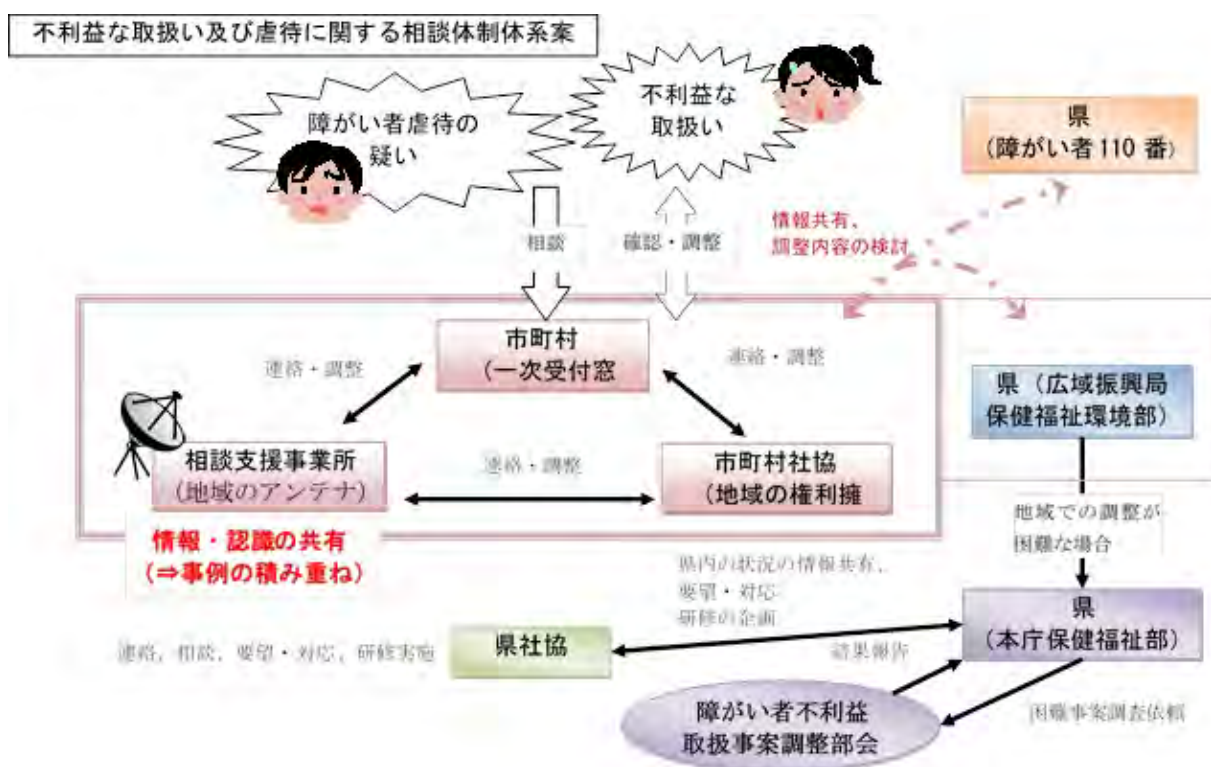 不利益な取扱い及び虐待に関する相談体制体系案
障がい者虐待の
疑い
不利益な
取扱い
県
(障がい者 110 番)
相談
確認・調整
情報共有、
調整内容の検討
市町村
(一次受付窓
連絡・調整
連絡・調整
県(広域振興局
保健福祉環境部)
相談支援事業所
(地域のアンテナ)
連絡・調整
市町村社協
(地域の権利擁
情報・認識の共有
(⇒事例の積み重ね)
地域での調整が
困難な場合
県内の状況の情報共有、
要望・対応
研修の企画
県
(本庁保健福祉部)
連絡，相談，要望・対応，研修実施
県社協
結果報告
障がい者不利益
取扱事案調整部会
困難事案調査依頼